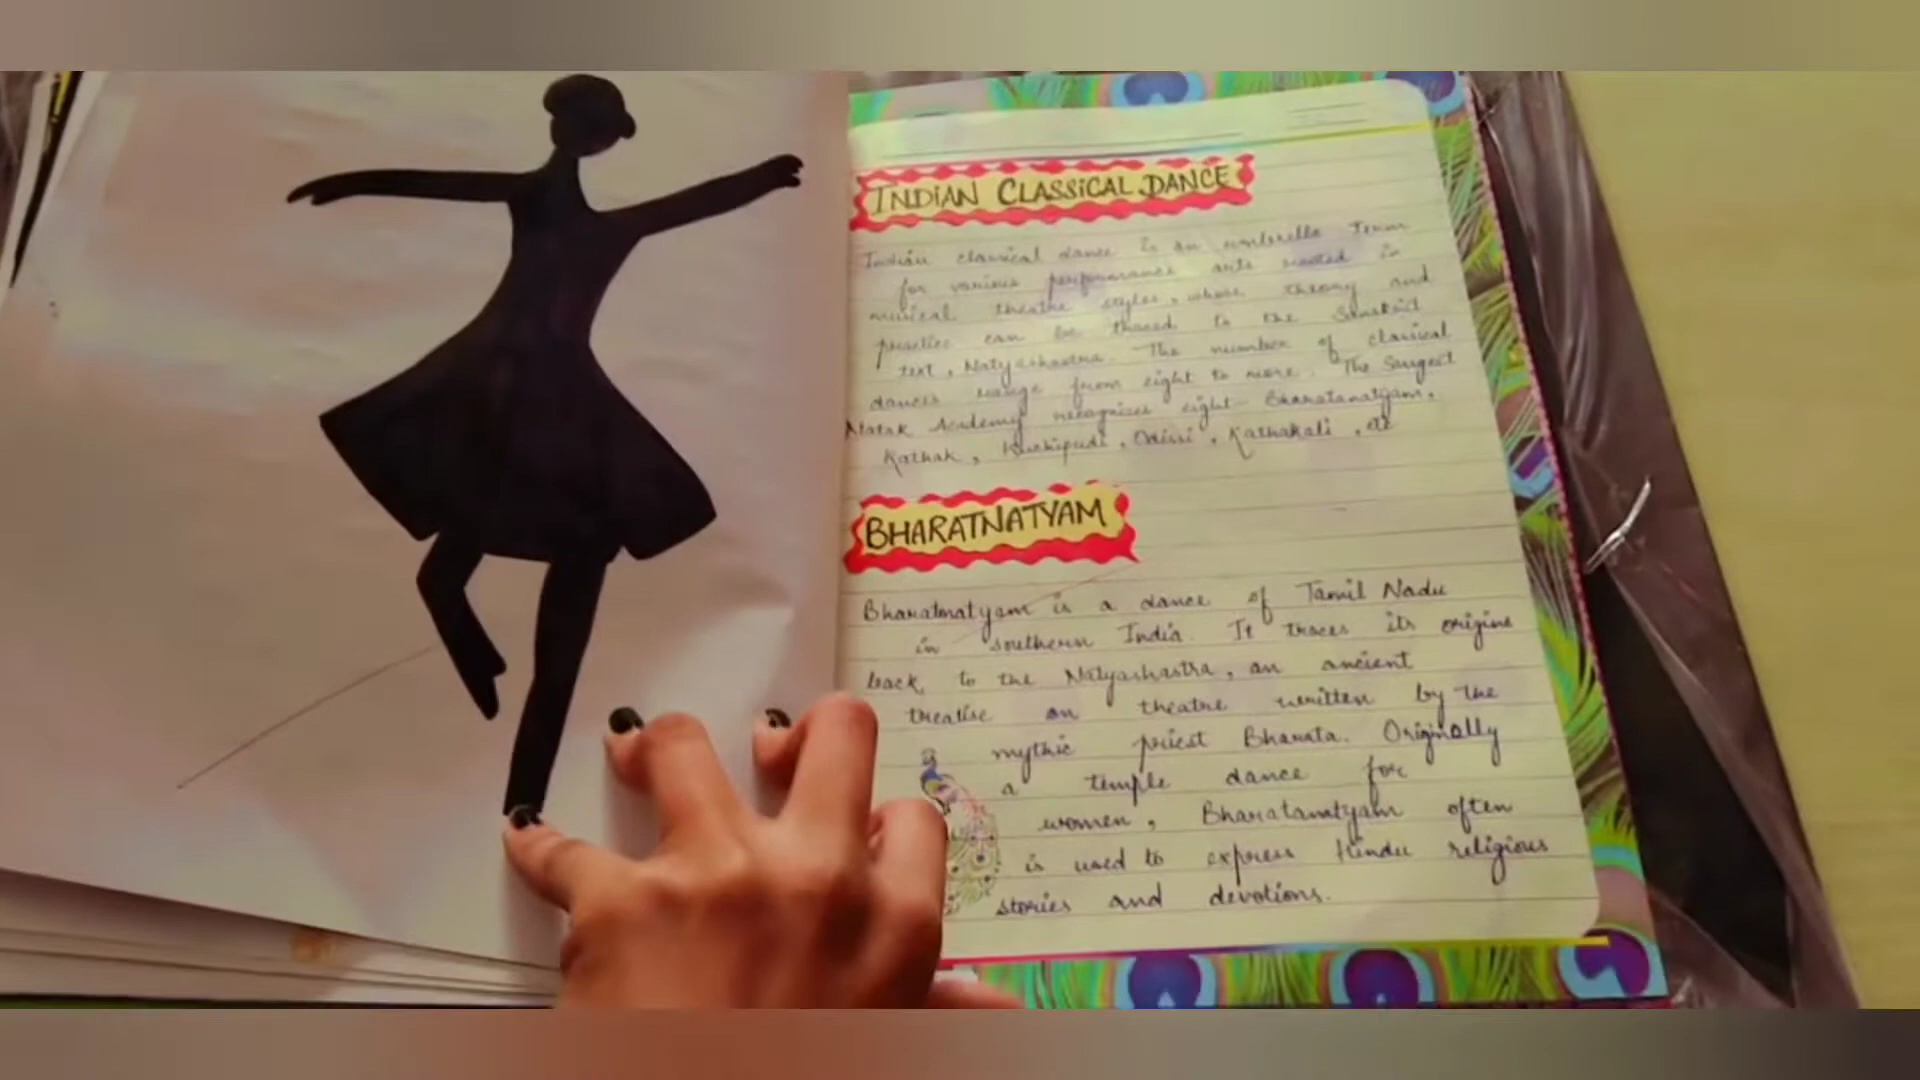 INDIAN CLASSICAL DANCE
Indian classical dance is an umbrella term
for various performance arts rooted in
musical theatre styles, whose theory and
practice can be traced to the Sanskrit
text, Natyashastra. The number of classical
dances range from eight to more. The Sangeet
Natak Academy recognizes eight - Bharatanatyam,
Kathak, Kuchipudi, Odissi, Kathakali, etc
BHARATNATYAM
Bharatnatyam is a dance of Tamil Nadu
in southern India. It traces its origins
back to the Natyashastra, an ancient
treatise on theatre written by the
mythic priest Bharata. Originally
a temple dance for
women, Bharatanatyam often
is used to express Hindu religious
stories and devotions.